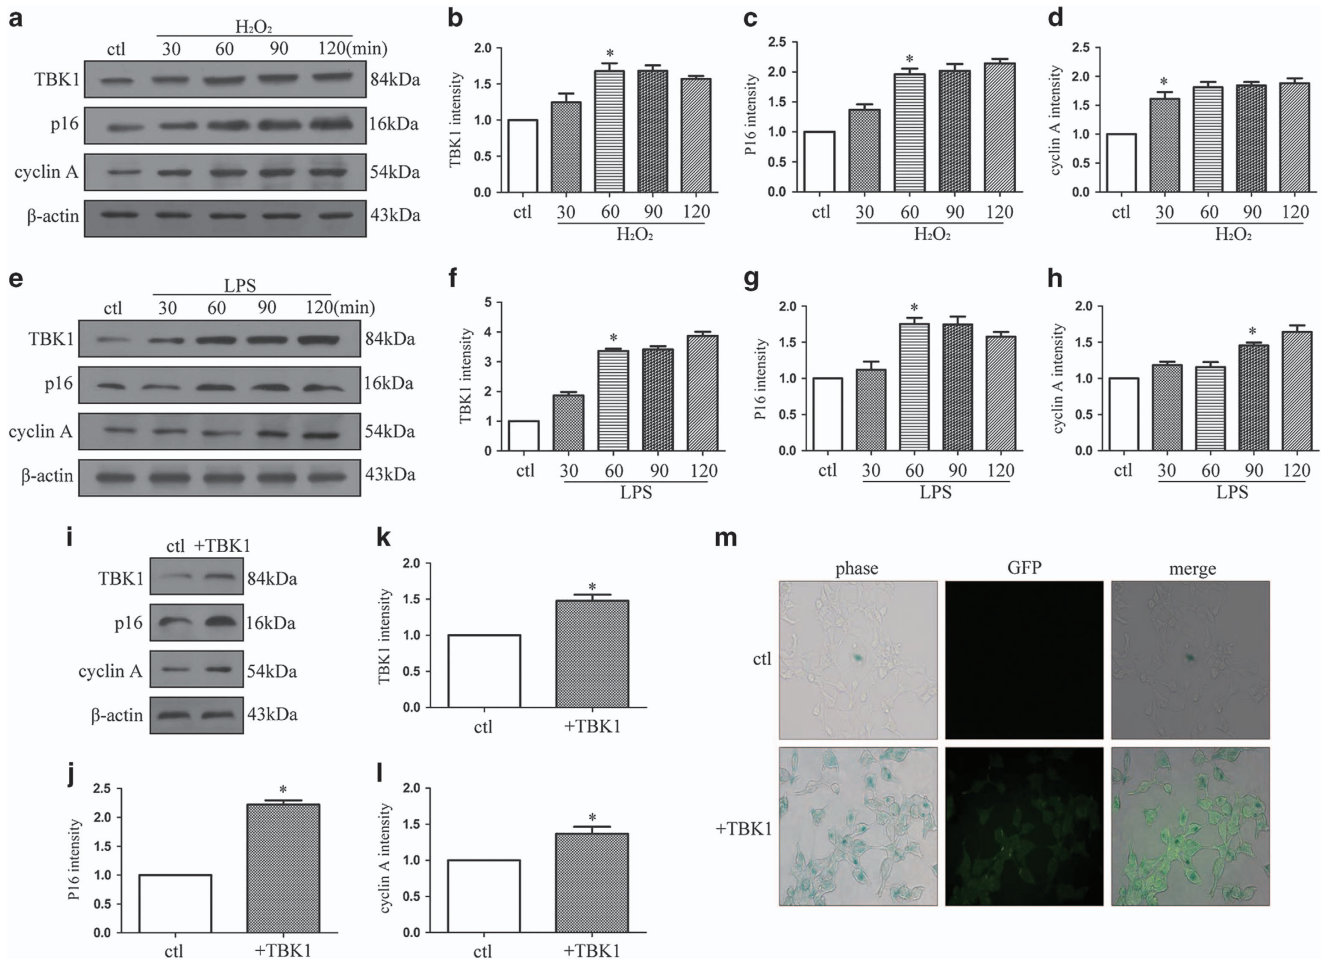 a
H₂O₂
ctl 30 60 90 120(min)
TBK1 84kDa
p16 16kDa
cyclin A 54kDa
β-actin 43kDa
b
TBK1 intensity
2.0
1.5
1.0
0.5
0.0
ctl 30 60 90 120
H₂O₂
*
c
P16 intensity
2.5
2.0
1.5
1.0
0.5
0.0
ctl 30 60 90 120
H₂O₂
*
d
cyclin A intensity
2.5
2.0
1.5
1.0
0.5
0.0
ctl 30 60 90 120
H₂O₂
*
e
LPS
ctl 30 60 90 120(min)
TBK1 84kDa
p16 16kDa
cyclin A 54kDa
β-actin 43kDa
f
TBK1 intensity
5
4
3
2
1
0
ctl 30 60 90 120
LPS
*
g
P16 intensity
2.0
1.5
1.0
0.5
0.0
ctl 30 60 90 120
LPS
*
h
cyclin A intensity
2.0
1.5
1.0
0.5
0.0
ctl 30 60 90 120
LPS
*
i
ctl +TBK1
TBK1 84kDa
p16 16kDa
cyclin A 54kDa
β-actin 43kDa
k
TBK1 intensity
2.0
1.5
1.0
0.5
0.0
ctl +TBK1
*
j
P16 intensity
2.5
2.0
1.5
1.0
0.5
0.0
ctl +TBK1
*
l
cyclin A intensity
2.0
1.5
1.0
0.5
0.0
ctl +TBK1
*
m
phase GFP merge
ctl
+TBK1